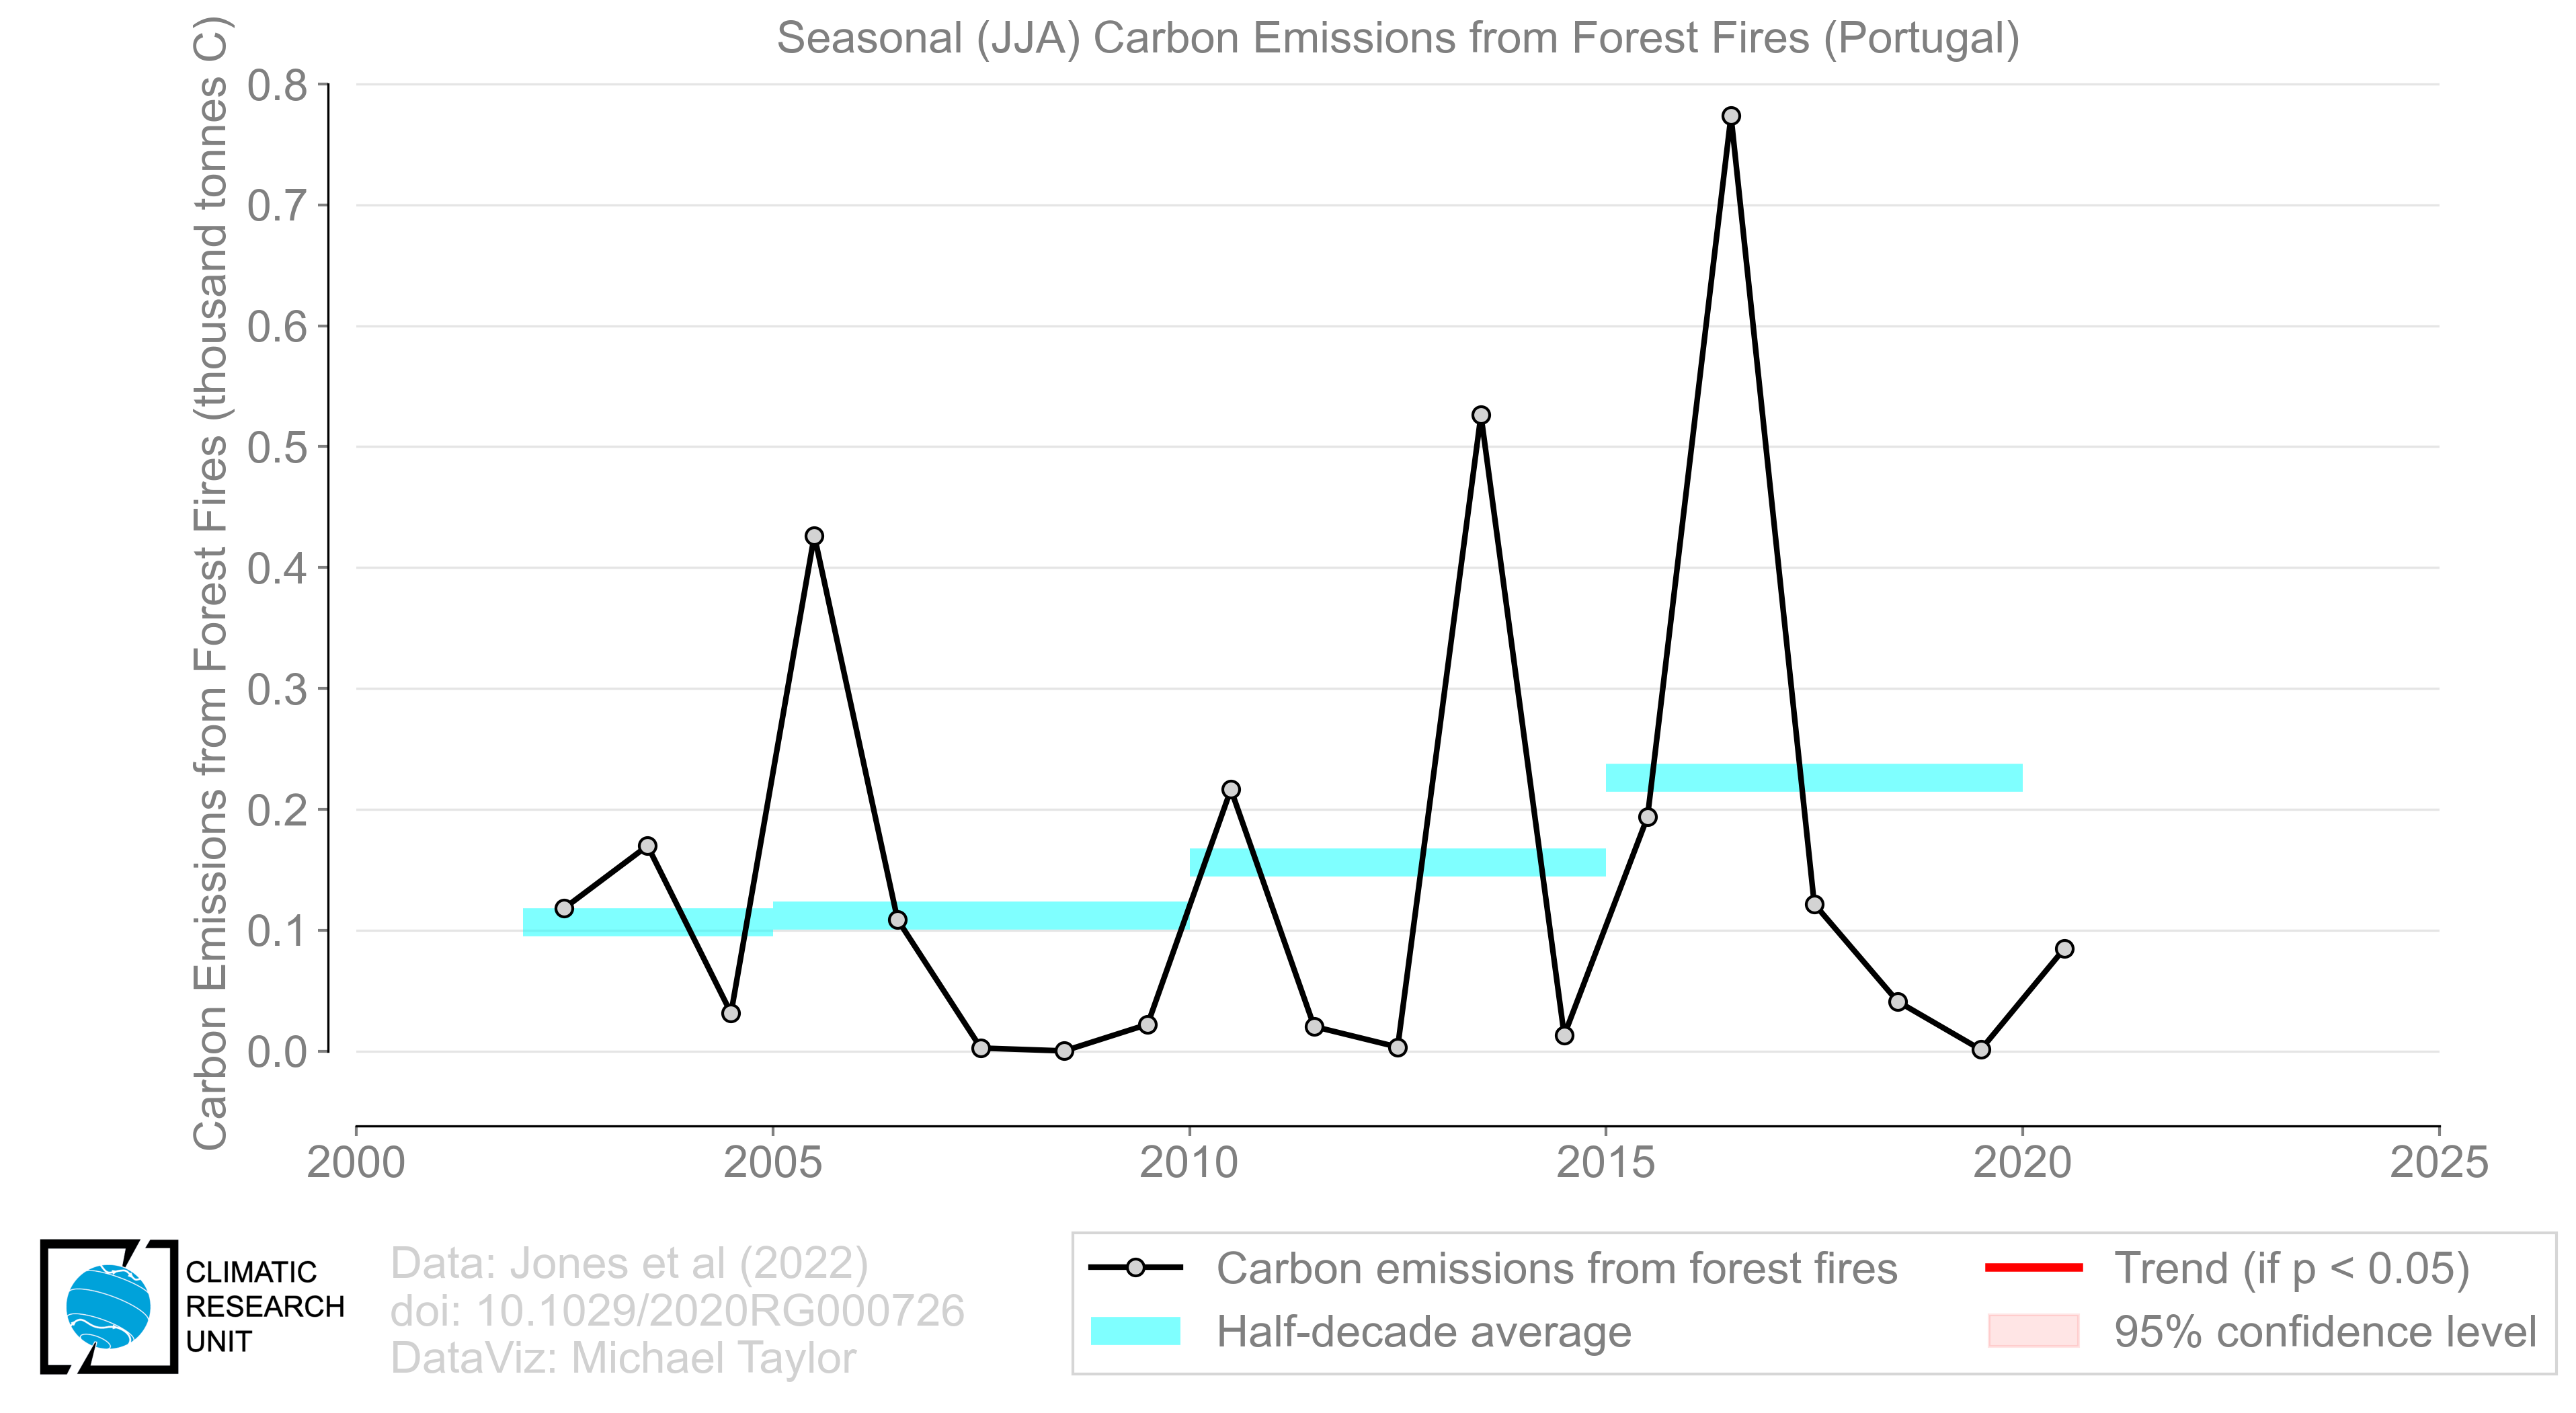 Seasonal (JJA) Carbon Emissions from Forest Fires (Portugal)
Carbon Emissions from Forest Fires (thousand tonnes C)
0.8
0.7
0.6
0.5
0.4
0.3
0.2
0.1
0.0
2000
2005
2010
2015
2020
2025
CLIMATIC
RESEARCH
UNIT
Data: Jones et al (2022)
doi: 10.1029/2020RG000726
DataViz: Michael Taylor
Carbon emissions from forest fires
Half-decade average
Trend (if p < 0.05)
95% confidence level